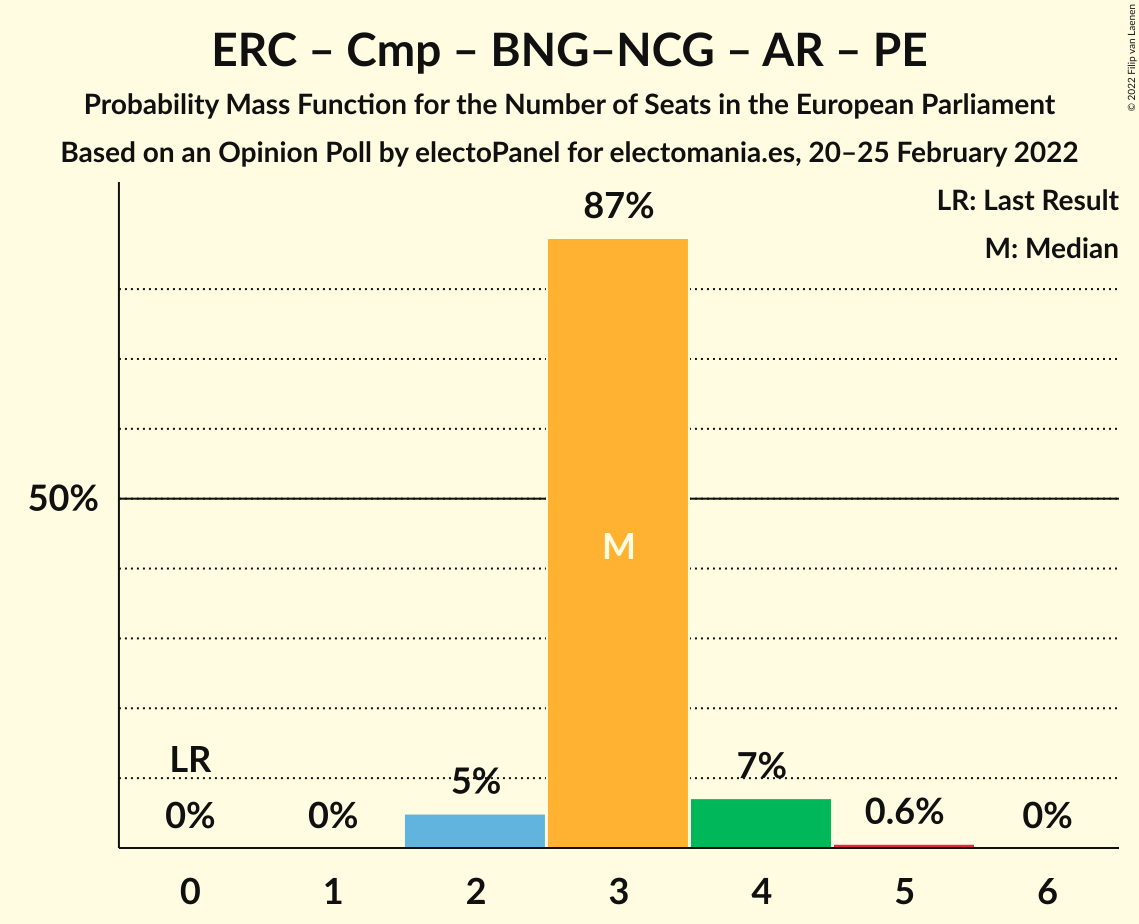 ERC – Cmp – BNG–NCG – AR – PE
Probability Mass Function for the Number of Seats in the European Parliament
Based on an Opinion Poll by electoPanel for electomania.es, 20–25 February 2022
© 2022 Filip van Laenen
LR: Last Result
M: Median
87%
50%
M
LR
0%
0%
5%
7%
0.6%
0%
0 1 2 3 4 5 6